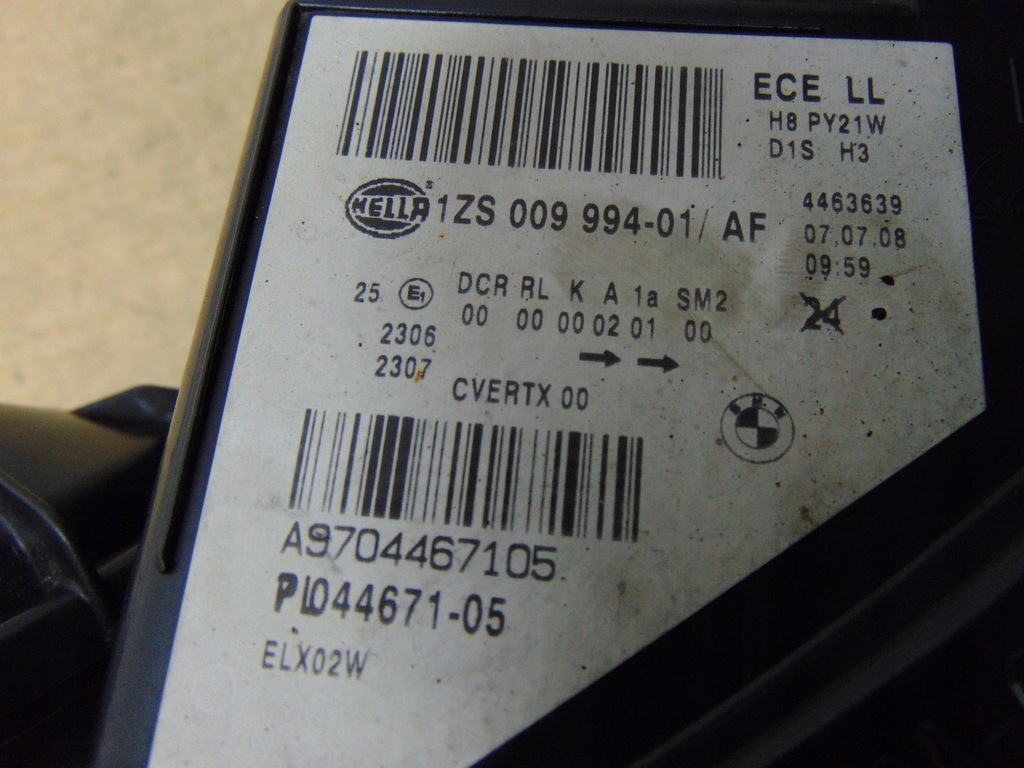 ECE LL
H8 PY21W
D1S H3
HELLA® 1ZS 009 994-01/ AF
4463639
07.07.08
09:59
24
25 E1 DCR RL K A 1a SM2
00 00 00 02 01 00
2306
2307
CVERTX 00
BMW
A9704467105
PL044671-05
ELX02W